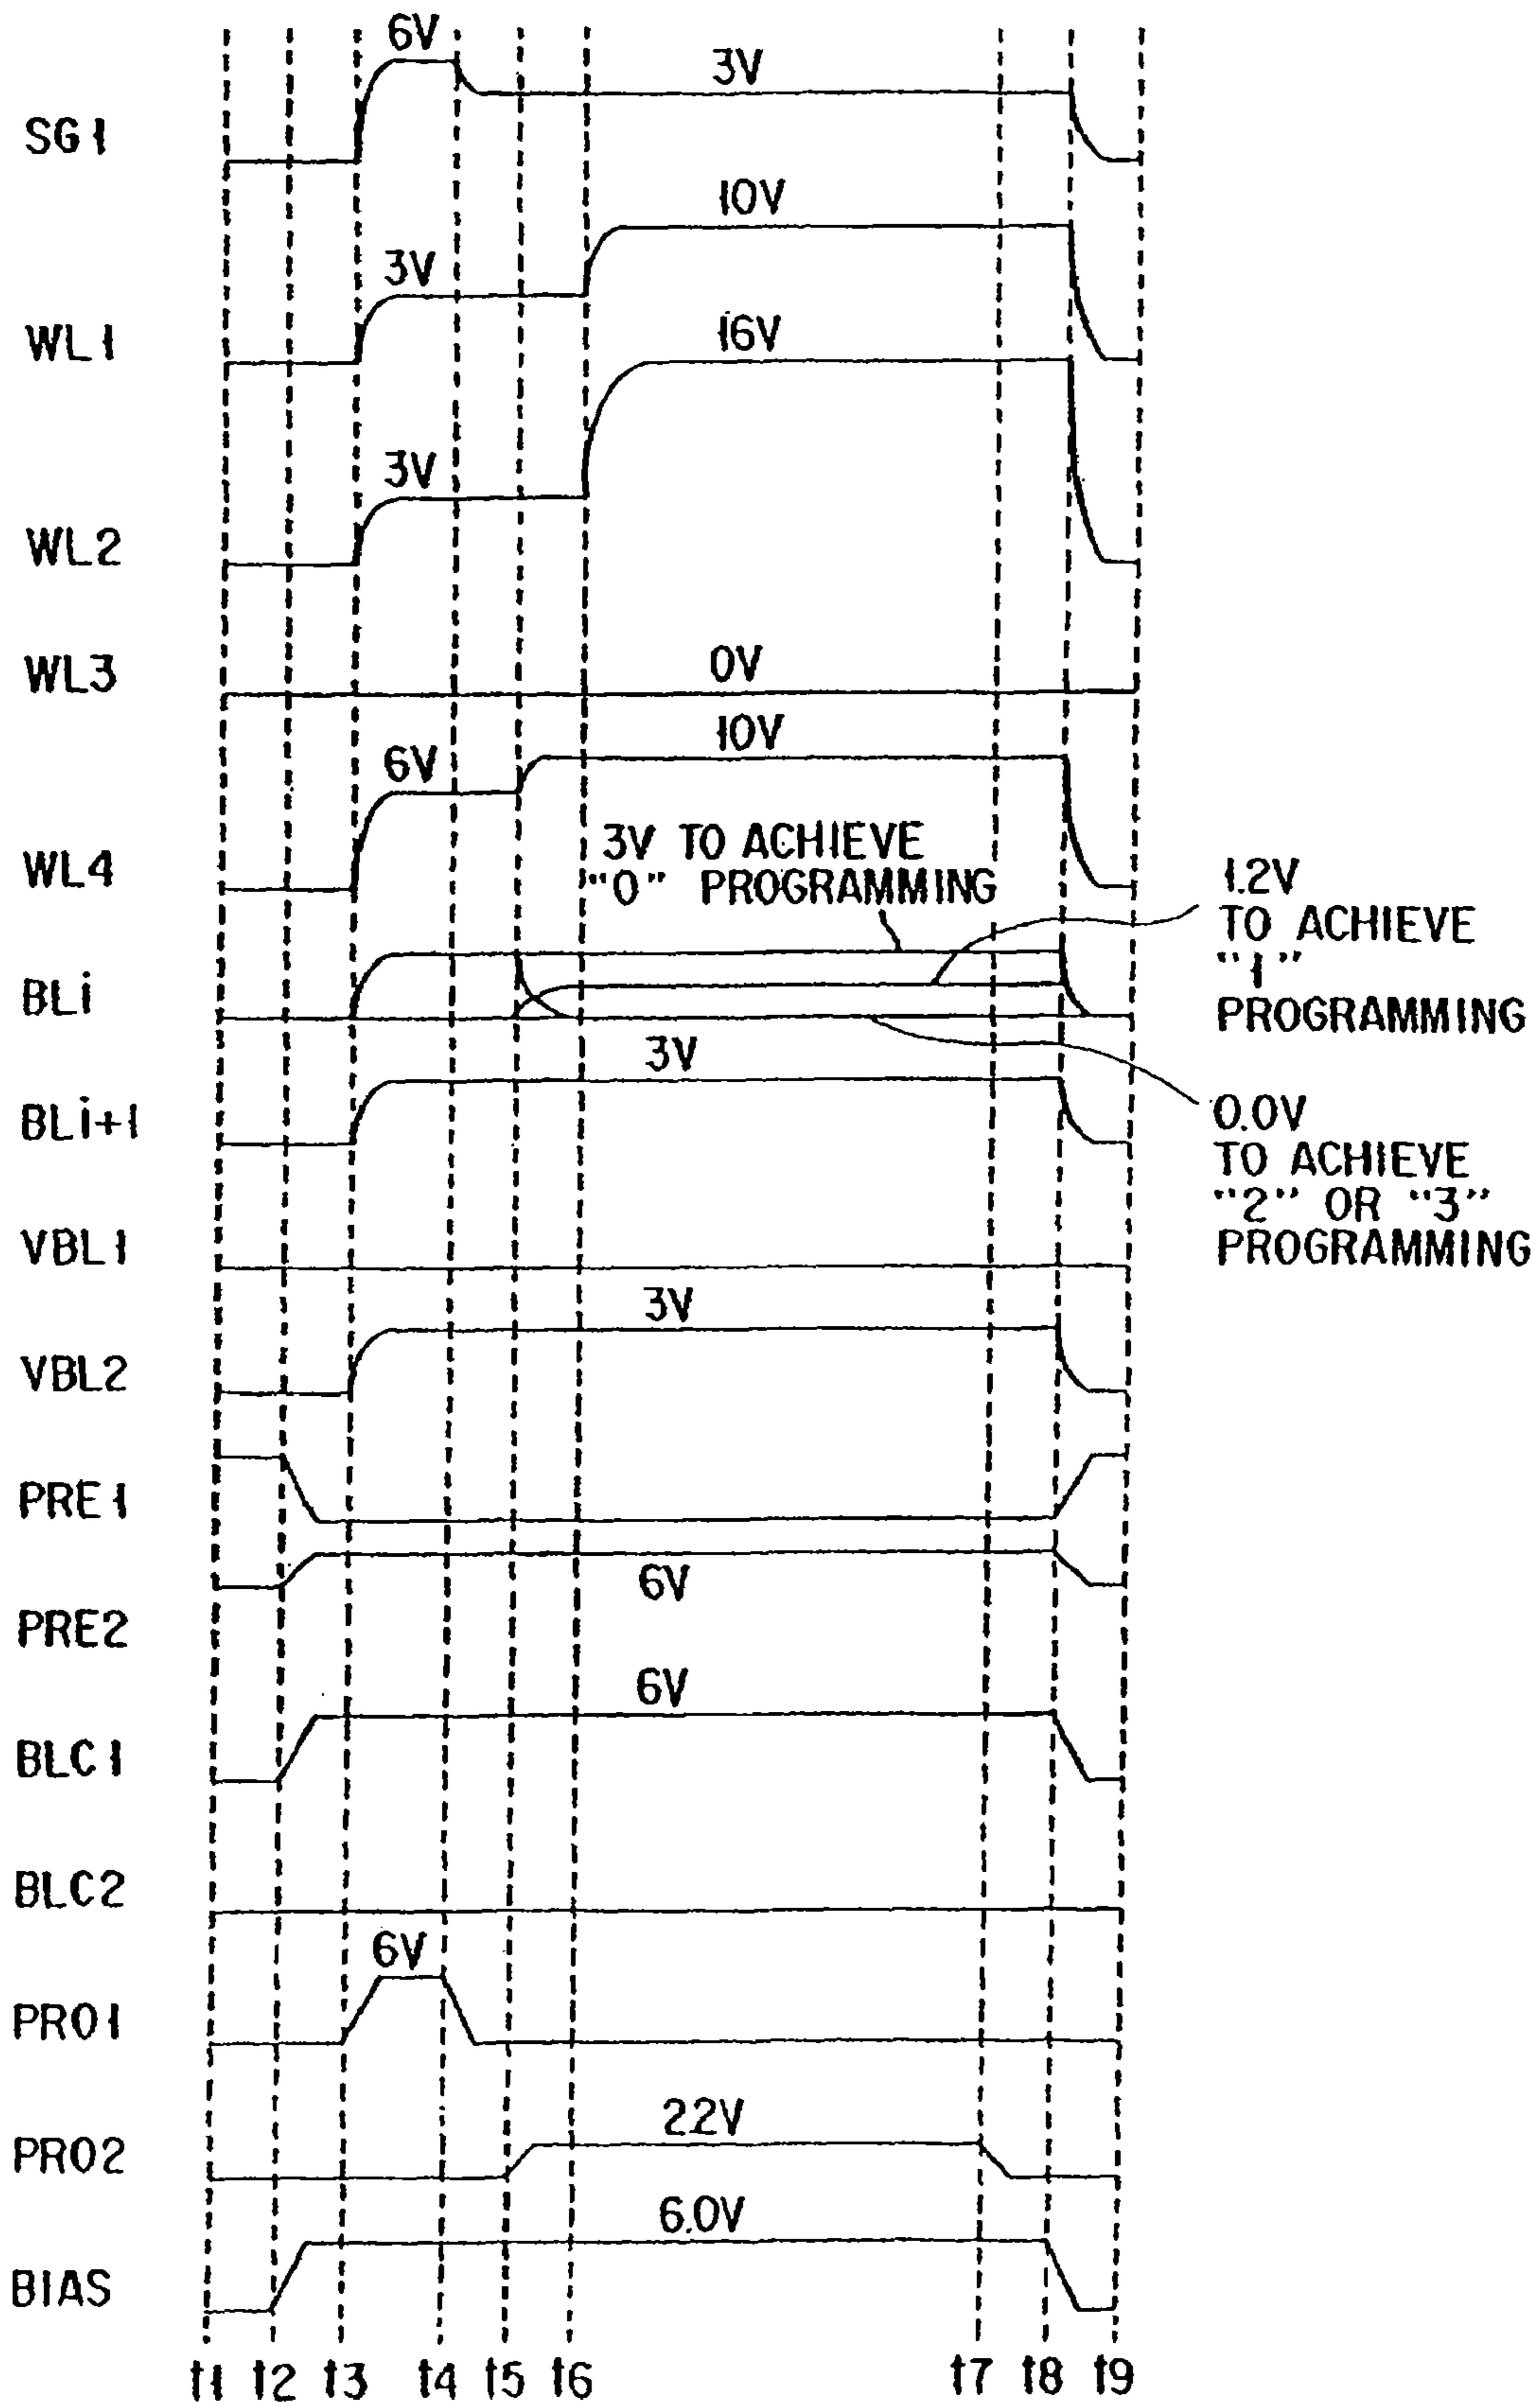 6V
3V
SG1
10V
3V
WL1
16V
3V
WL2
0V
WL3
10V
6V
WL4
3V TO ACHIEVE
"0" PROGRAMMING
1.2V
TO ACHIEVE
"1"
PROGRAMMING
BLi
3V
BLi+1
0.0V
TO ACHIEVE
"2" OR "3"
PROGRAMMING
VBL1
3V
VBL2
PRE1
6V
PRE2
6V
BLC1
BLC2
6V
PRO1
2.2V
PRO2
6.0V
BIAS
t1 t2 t3 t4 t5 t6 t7 t8 t9